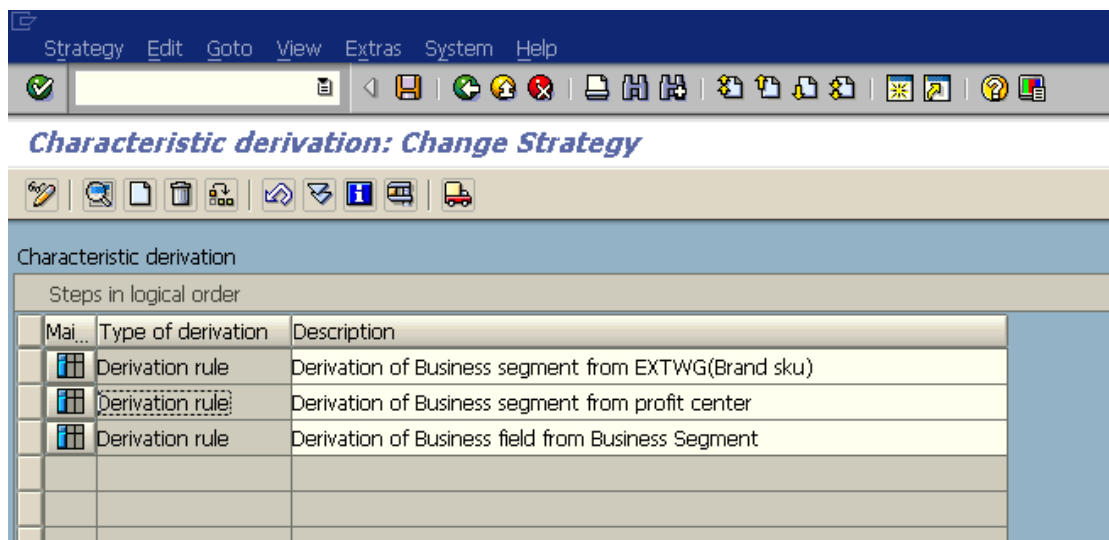 Strategy Edit Goto View Extras System Help
Characteristic derivation: Change Strategy
Characteristic derivation
Steps in logical order
Mai... Type of derivation Description
Derivation rule Derivation of Business segment from EXTWG(Brand sku)
Derivation rule Derivation of Business segment from profit center
Derivation rule Derivation of Business field from Business Segment